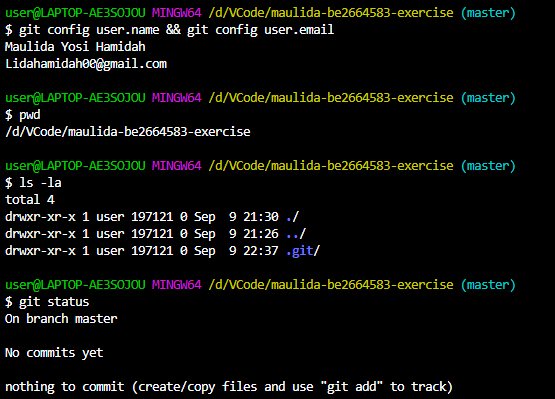 user@LAPTOP-AE3SOJOU MINGW64 /d/VCode/maulida-be2664583-exercise (master)
$ git config user.name && git config user.email
Maulida Yosi Hamidah
Lidahamidah00@gmail.com

user@LAPTOP-AE3SOJOU MINGW64 /d/VCode/maulida-be2664583-exercise (master)
$ pwd
/d/VCode/maulida-be2664583-exercise

user@LAPTOP-AE3SOJOU MINGW64 /d/VCode/maulida-be2664583-exercise (master)
$ ls -la
total 4
drwxr-xr-x 1 user 197121 0 Sep  9 21:30 ./
drwxr-xr-x 1 user 197121 0 Sep  9 21:26 ../
drwxr-xr-x 1 user 197121 0 Sep  9 22:37 .git/

user@LAPTOP-AE3SOJOU MINGW64 /d/VCode/maulida-be2664583-exercise (master)
$ git status
On branch master

No commits yet

nothing to commit (create/copy files and use "git add" to track)